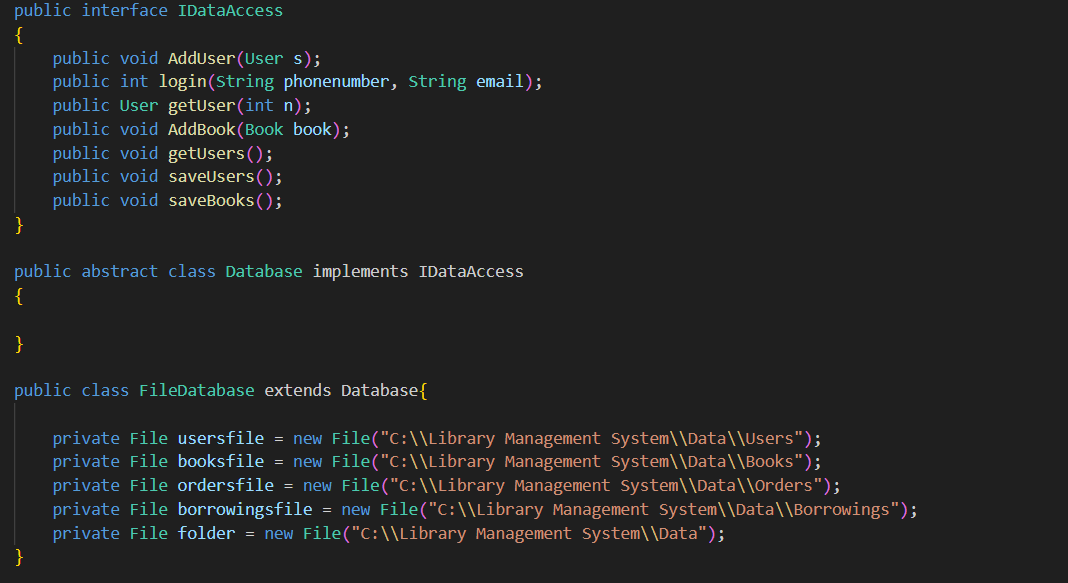 public interface IDataAccess
{
    public void AddUser(User s);
    public int login(String phonenumber, String email);
    public User getUser(int n);
    public void AddBook(Book book);
    public void getUsers();
    public void saveUsers();
    public void saveBooks();
}
public abstract class Database implements IDataAccess
{
}
public class FileDatabase extends Database{
    private File usersfile = new File("C:\\Library Management System\\Data\\Users");
    private File booksfile = new File("C:\\Library Management System\\Data\\Books");
    private File ordersfile = new File("C:\\Library Management System\\Data\\Orders");
    private File borrowingsfile = new File("C:\\Library Management System\\Data\\Borrowings");
    private File folder = new File("C:\\Library Management System\\Data");
}